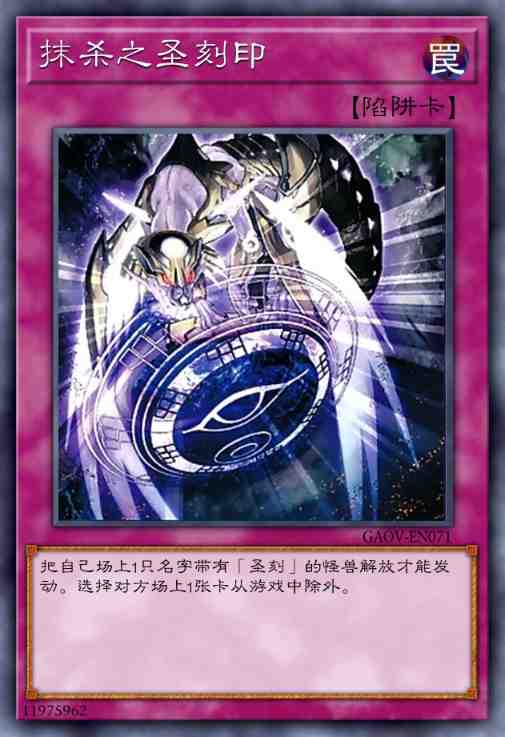 抹杀之圣刻印
罠
【陷阱卡】
GAOV-EN071
把自己场上1只名字带有「圣刻」的怪兽解放才能发
动。选择对方场上1张卡从游戏中除外。
11975962